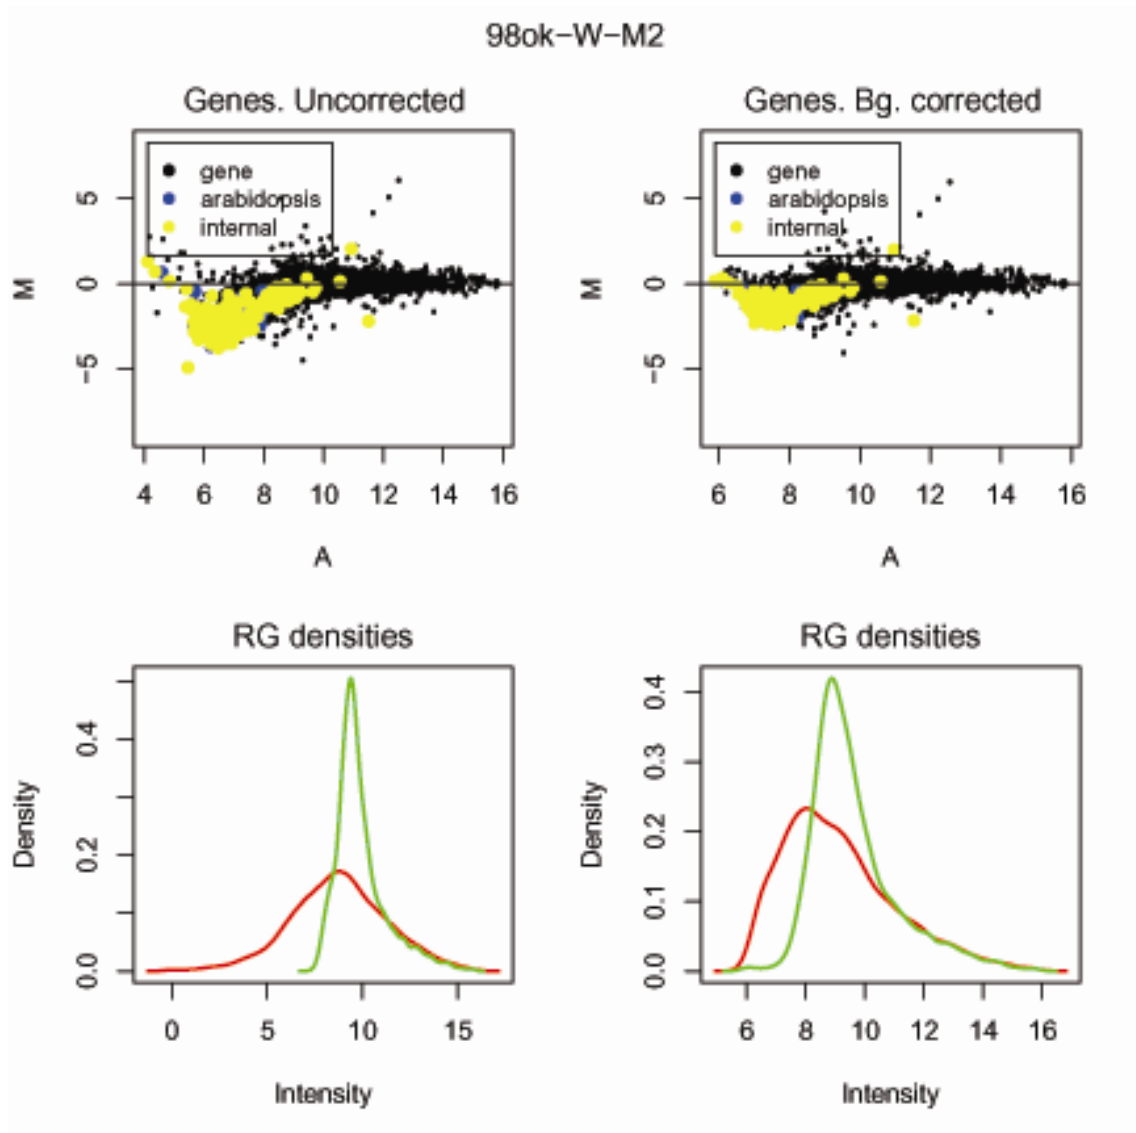 98ok−W−M2
Genes. Uncorrected
Genes. Bg. corrected
gene
arabidopsis
internal
gene
arabidopsis
internal
5
0
−5
M
5
0
−5
M
4 6 8 10 12 14 16
6 8 10 12 14 16
A
A
RG densities
RG densities
0.4
0.2
0.0
Density
0.4
0.3
0.2
0.1
0.0
Density
0 5 10 15
6 8 10 12 14 16
Intensity
Intensity